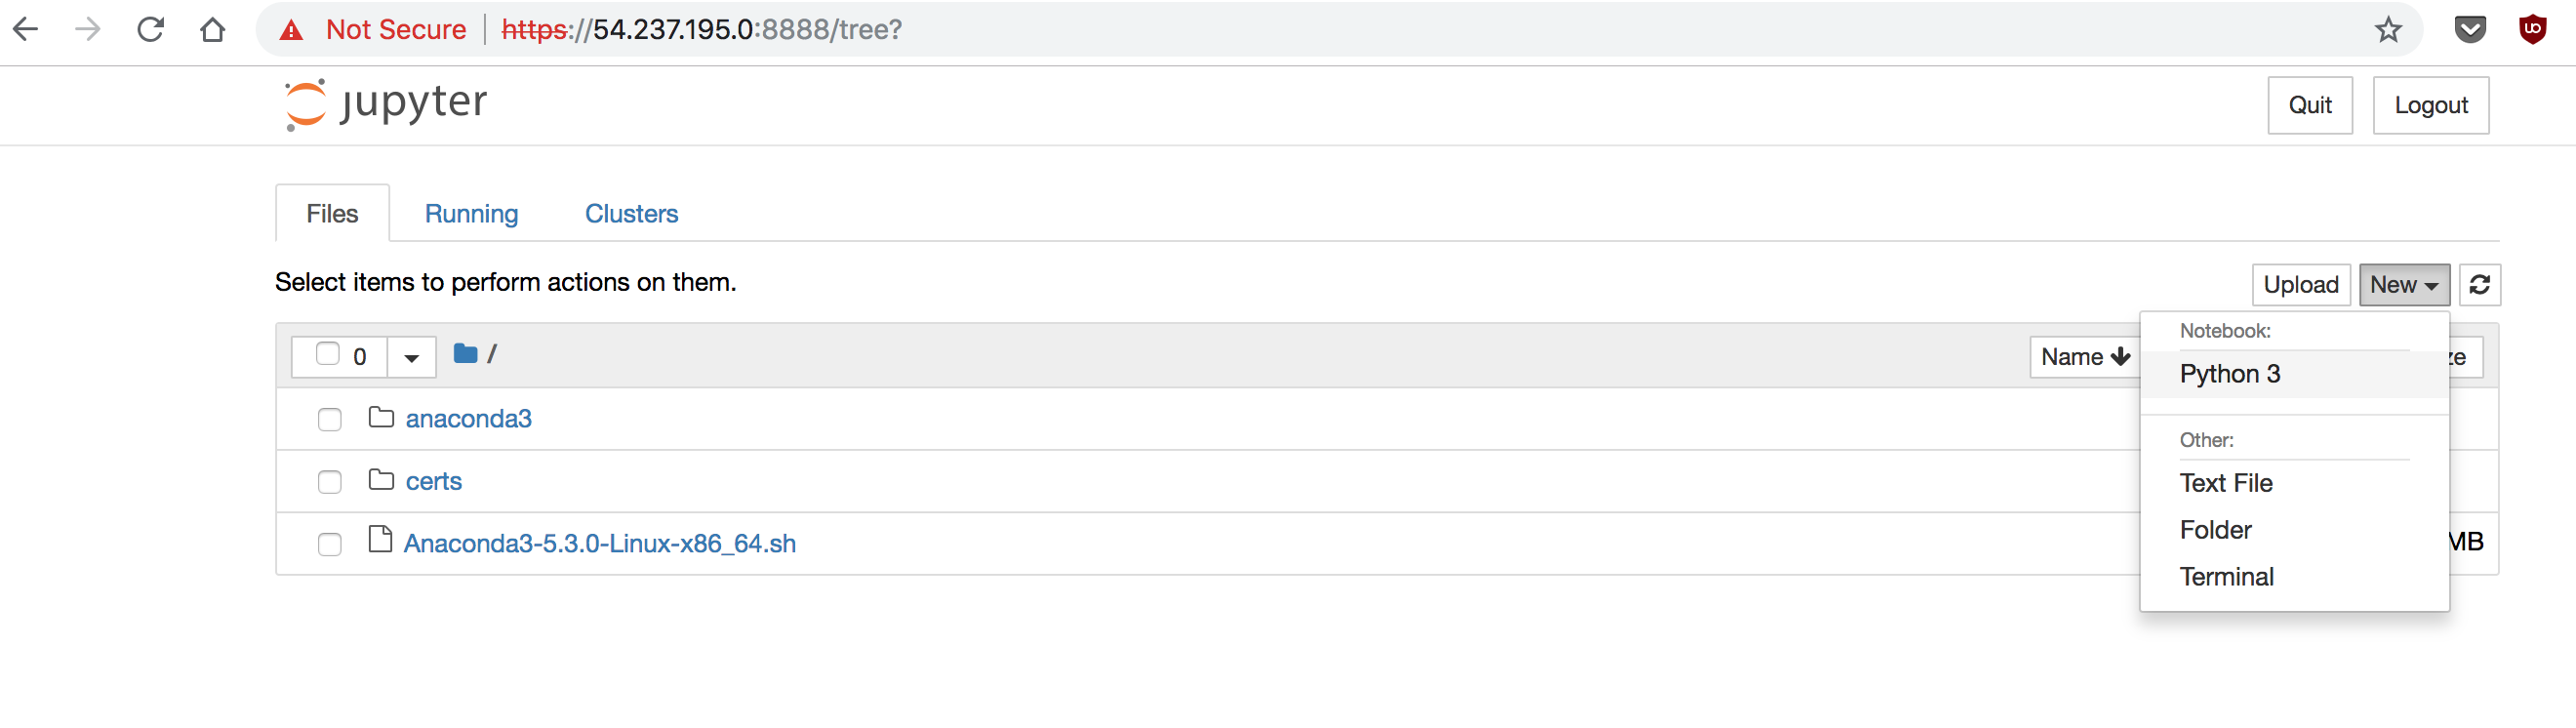 Not Secure | https://54.237.195.0:8888/tree?
jupyter
Quit Logout
Files Running Clusters
Select items to perform actions on them.
Upload New
0 / Name
Notebook:
Python 3
Other:
Text File
Folder
Terminal
anaconda3
certs
Anaconda3-5.3.0-Linux-x86_64.sh MB